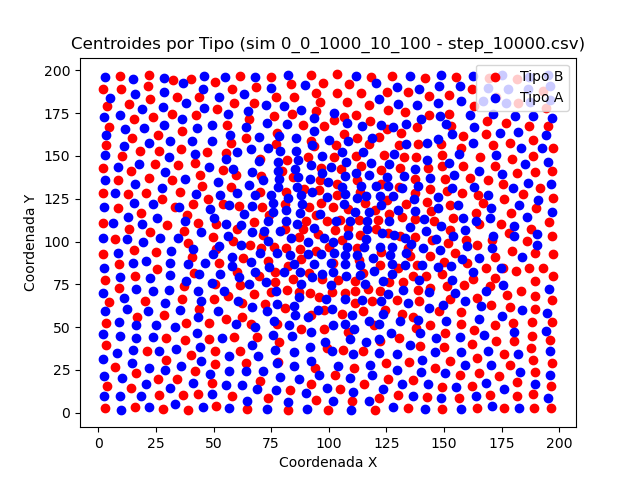 Centroides por Tipo (sim 0_0_1000_10_100 - step_10000.csv)
Tipo B
Tipo A
Coordenada Y
200
175
150
125
100
75
50
25
0
0 25 50 75 100 125 150 175 200
Coordenada X